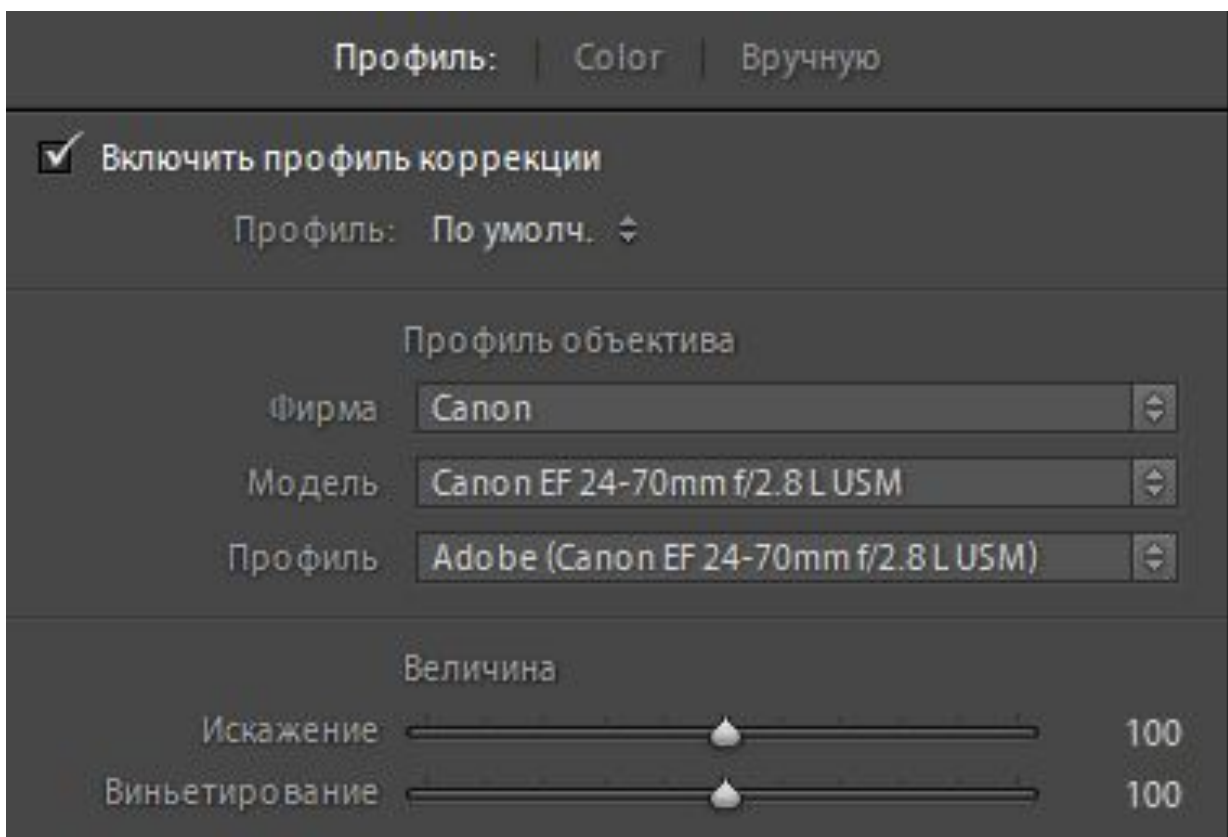 Профиль: | Color | Вручную
Включить профиль коррекции
Профиль: По умолч.
Профиль объектива
Фирма Canon
Модель Canon EF 24-70mm f/2.8 L USM
Профиль Adobe (Canon EF 24-70mm f/2.8 L USM)
Величина
Искажение 100
Виньетирование 100